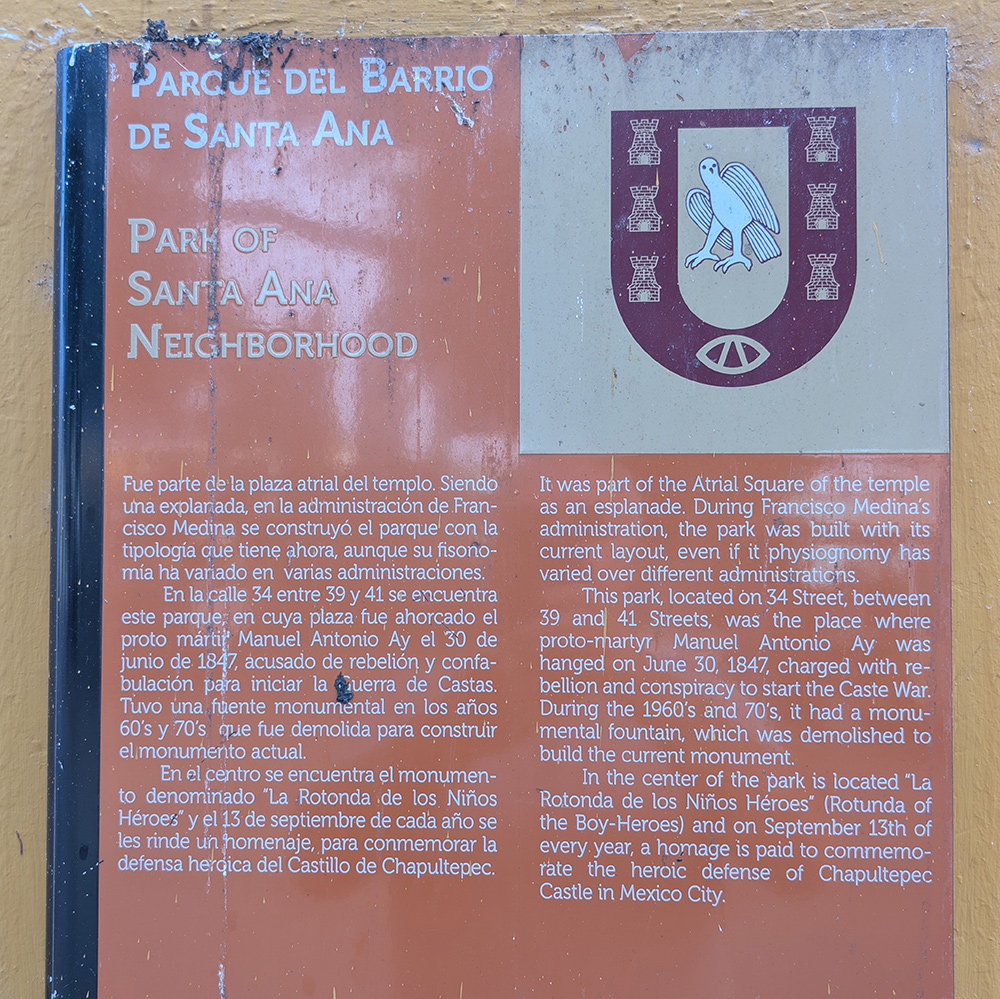 PARQUE DEL BARRIO
DE SANTA ANA
PARK OF
SANTA ANA
NEIGHBORHOOD
Fue parte de la plaza atrial del templo. Siendo
una explanada, en la administración de Fran-
cisco Medina se construyó el parque con la
tipología que tiene ahora, aunque su fisono-
mía ha variado en varias administraciones.
En la calle 34 entre 39 y 41 se encuentra
este parque, en cuya plaza fue ahorcado el
proto mártir Manuel Antonio Ay el 30 de
junio de 1847, acusado de rebelión y confa-
bulación para iniciar la Guerra de Castas.
Tuvo una fuente monumental en los años
60's y 70's que fue demolida para construir
el monumento actual.
En el centro se encuentra el monumen-
to denominado "La Rotonda de los Niños
Héroes" y el 13 de septiembre de cada año se
les rinde un homenaje, para conmemorar la
defensa heroica del Castillo de Chapultepec.
It was part of the Atrial Square of the temple
as an esplanade. During Francisco Medina's
administration, the park was built with its
current layout, even if it physiognomy has
varied over different administrations.
This park, located on 34 Street, between
39 and 41 Streets, was the place where
proto-martyr Manuel Antonio Ay was
hanged on June 30, 1847, charged with re-
bellion and conspiracy to start the Caste War.
During the 1960's and 70's, it had a monu-
mental fountain, which was demolished to
build the current monument.
In the center of the park is located "La
Rotonda de los Niños Héroes" (Rotunda of
the Boy-Heroes) and on September 13th of
every year, a homage is paid to commemo-
rate the heroic defense of Chapultepec
Castle in Mexico City.